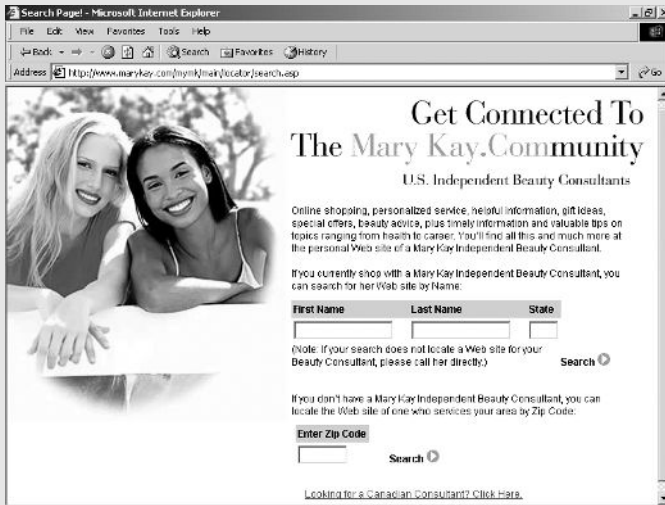 Search Page! - Microsoft Internet Explorer
File Edit View Favorites Tools Help
Back Search Favorites History
Address http://www.marykay.com/mymk/main/locator/search.asp Go
Get Connected To
The Mary Kay.Community
U.S. Independent Beauty Consultants
Online shopping, personalized service, helpful information, gift ideas,
special offers, beauty advice, plus timely information and valuable tips on
topics ranging from health to career. You'll find all this and much more at
the personal Web site of a Mary Kay Independent Beauty Consultant.
If you currently shop with a Mary Kay Independent Beauty Consultant, you
can search for her Web site by Name:
First Name Last Name State
(Note: If your search does not locate a Web site for your
Beauty Consultant, please call her directly.) Search
If you don't have a Mary Kay Independent Beauty Consultant, you can
locate the Web site of one who services your area by Zip Code:
Enter Zip Code
Search
Looking for a Canadian Consultant? Click Here.